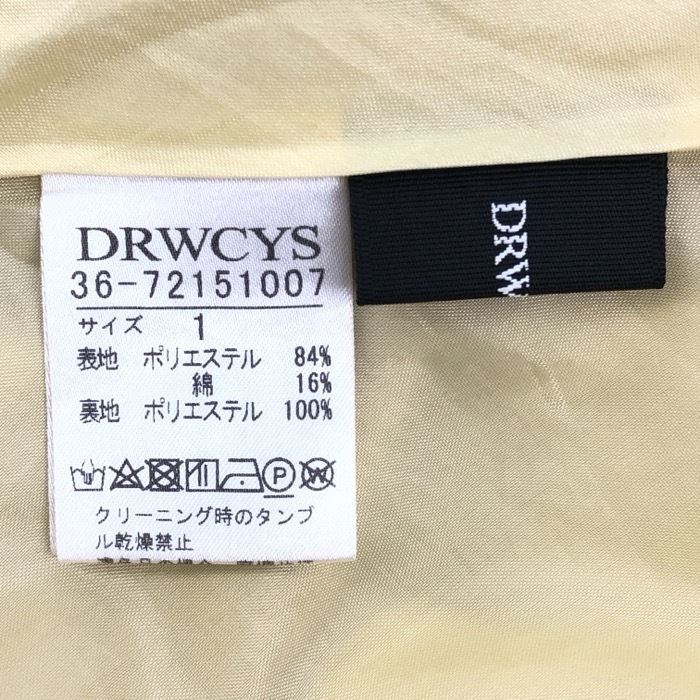 DRWCYS
36-72151007
サイズ 1
表地 ポリエステル 84%
綿 16%
裏地 ポリエステル 100%
P W
クリーニング時のタンブ
ル乾燥禁止
DRW